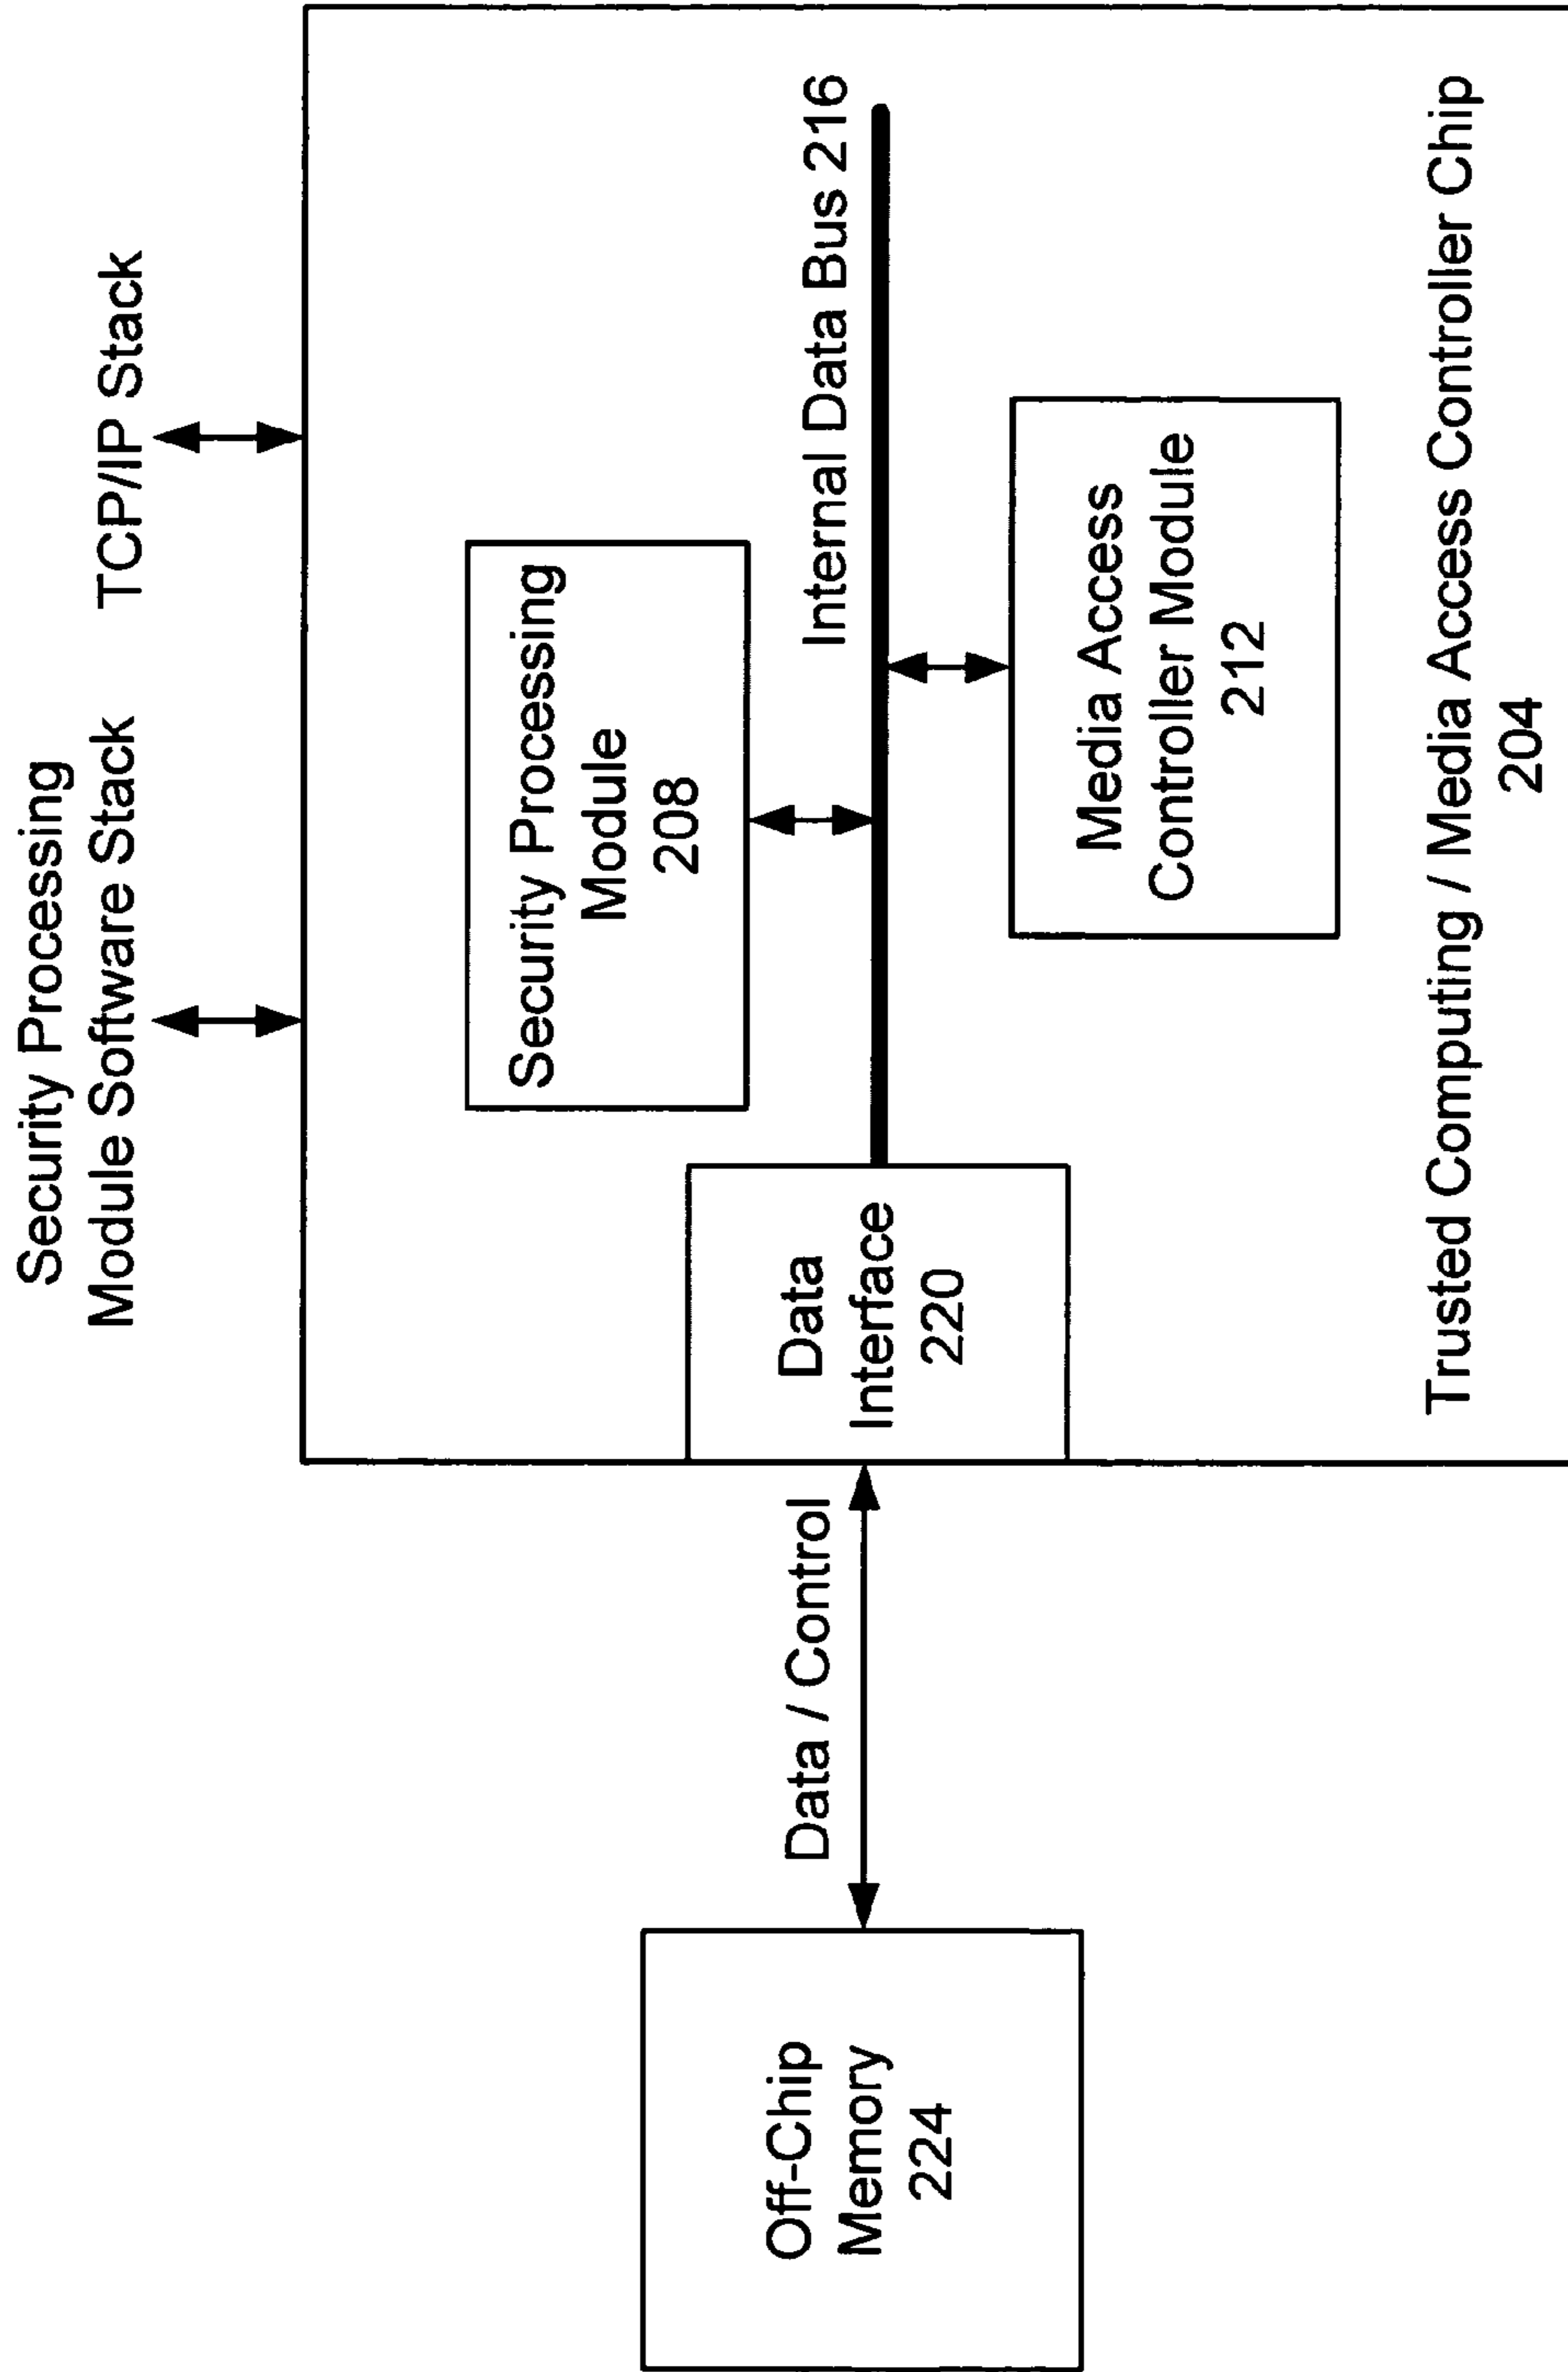 Security Processing
Module Software Stack
TCP/IP Stack
Security Processing
Module
208
Internal Data Bus 216
Data / Control
Off-Chip
Memory
224
Data
Interface
220
Media Access
Controller Module
212
Trusted Computing / Media Access Controller Chip
204